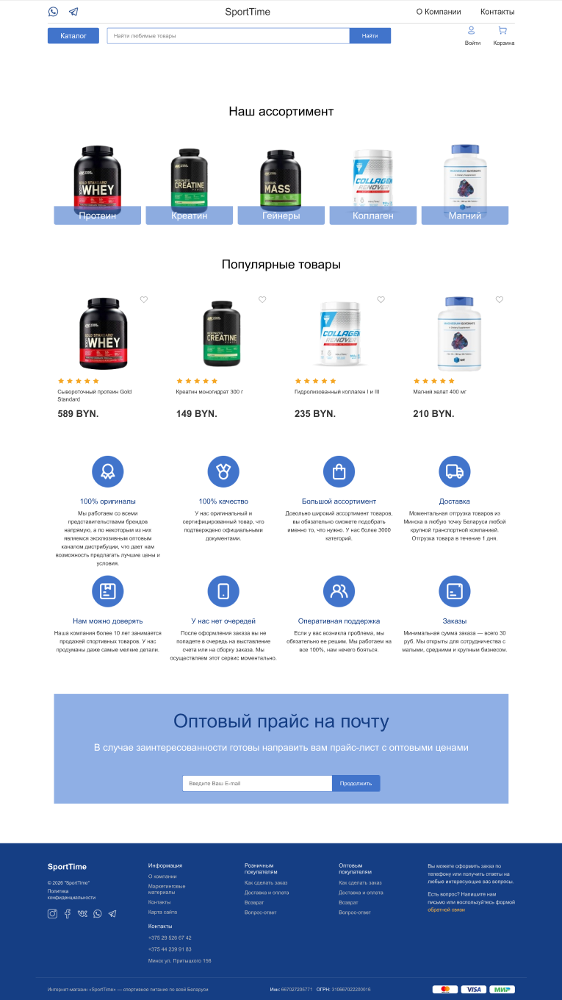 SportTime
О Компании
Контакты
Каталог
Найти любимые товары
Найти
Войти
Корзина
Наш ассортимент
GOLD STANDARD
100% WHEY
MICRONIZED
CREATINE
POWDER
SERIOUS
MASS
COLLAGEN
RENOVER
MAGNESIUM GLYCINATE
Протеин
Креатин
Гейнеры
Коллаген
Магний
Популярные товары
GOLD STANDARD
100% WHEY
MICRONIZED
CREATINE
POWDER
COLLAGEN
RENOVER
MAGNESIUM GLYCINATE
SNT
Сывороточный протеин Gold
Standard
589 BYN.
Креатин моногидрат 300 г
149 BYN.
Гидролизованный коллаген I и III
235 BYN.
Магний хелат 400 мг
210 BYN.
100% оригиналы
Мы работаем со всеми
представительствами брендов
напрямую, а по некоторым из них
являемся эксклюзивным оптовым
каналом дистрибуции, что дает нам
возможность предлагать лучшие цены и
условия.
100% качество
У нас оригинальный и
сертифицированный товар, что
подтверждено официальными
документами.
Большой ассортимент
Довольно широкий ассортимент товаров,
вы обязательно сможете подобрать
именно то, что нужно. У нас более 3000
категорий.
Доставка
Моментальная отгрузка товаров из
Минска в любую точку Беларуси любой
крупной транспортной компанией.
Отгрузка товара в течение 1 дня.
Нам можно доверять
Наша компания более 10 лет занимается
продажей спортивных товаров. У нас
продуманы даже самые мелкие детали.
У нас нет очередей
После оформления заказа вы не
попадете в очередь на выставление
счета или на сборку заказа. Мы
осуществляем этот сервис моментально.
Оперативная поддержка
Если у вас возникла проблема, мы
обязательно ее решим. Мы работаем на
все 100%, нам нечего бояться.
Заказы
Минимальная сумма заказа — всего 30
руб. Мы открыты для сотрудничества с
малыми, средними и крупным бизнесом.
Оптовый прайс на почту
В случае заинтересованности готовы направить вам прайс-лист с оптовыми ценами
Введите Ваш E-mail
Продолжить
SportTime
© 2026 "SportTime"
Политика
конфиденциальности
Информация
О компании
Маркетинговые
материалы
Контакты
Карта сайта
Контакты
+375 29 526 67 42
+375 44 239 91 83
Минск ул. Притыцкого 156
Розничным
покупателям
Как сделать заказ
Доставка и оплата
Возврат
Вопрос-ответ
Оптовым
покупателям
Как сделать заказ
Доставка и оплата
Возврат
Вопрос-ответ
Вы можете оформить заказ по
телефону или получить ответы на
любые интересующие вас вопросы.
Есть вопрос? Напишите нам
письмо или воспользуйтесь формой
обратной связи
Интернет-магазин «SportTime» — спортивное питание по всей Беларуси
Инн: 667027205771 ОГРН: 310667022200016
VISA
МИР